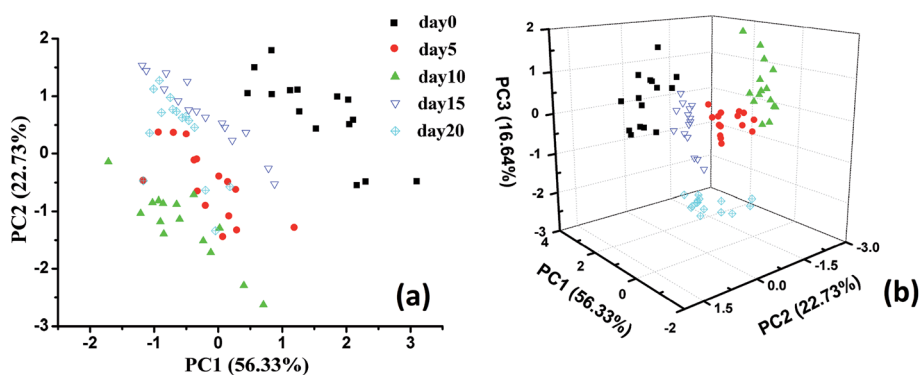 2
1
0
-1
-2
-3
PC2 (22.73%)
-2
-1
0
1
2
3
PC1 (56.33%)
day0
day5
day10
day15
day20
(a)
2
1
0
-1
-2
-3
PC3 (16.64%)
4
2
0
-2
PC1 (56.33%)
1.5
0.0
-1.5
-3.0
PC2 (22.73%)
(b)